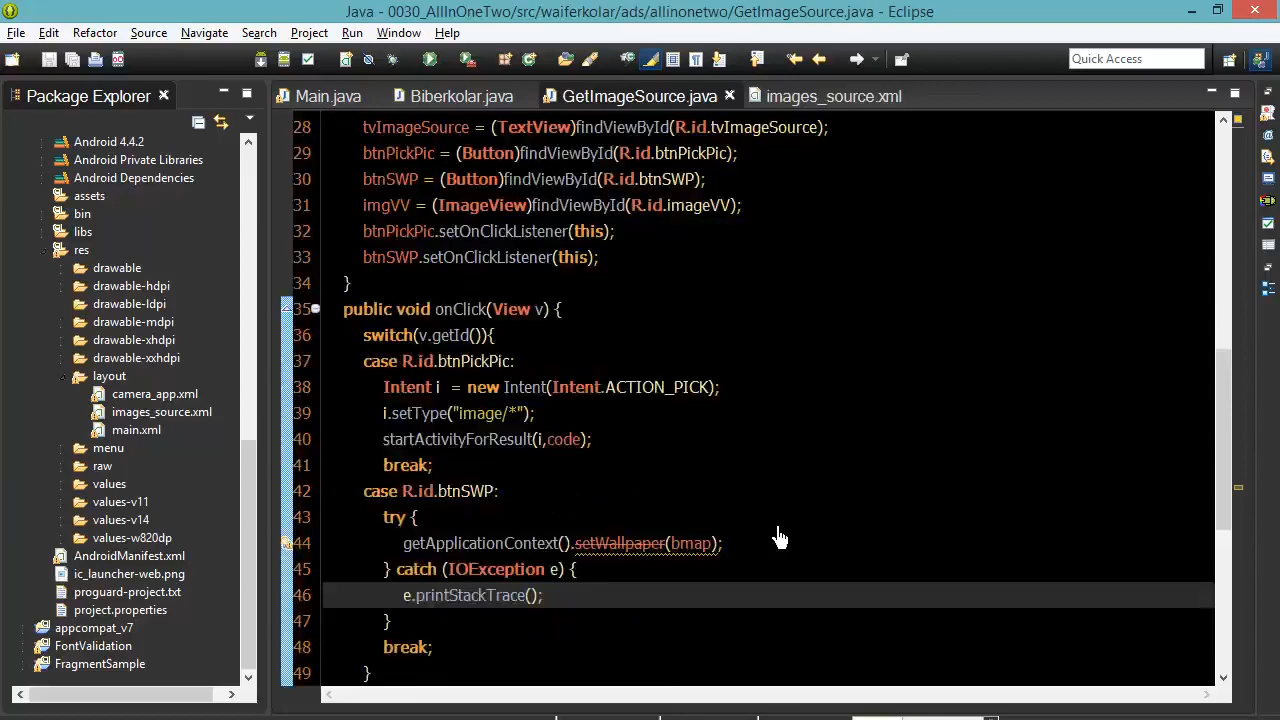 Java - 0030_AllInOneTwo/src/waiferkolar/ads/allinonetwo/GetImageSource.java - Eclipse
File Edit Refactor Source Navigate Search Project Run Window Help
Quick Access
Package Explorer
Main.java
Biberkolar.java
GetImageSource.java
images_source.xml
Android 4.4.2
Android Private Libraries
Android Dependencies
assets
bin
libs
res
drawable
drawable-hdpi
drawable-ldpi
drawable-mdpi
drawable-xhdpi
drawable-xxhdpi
layout
camera_app.xml
images_source.xml
main.xml
menu
raw
values
values-v11
values-v14
values-w820dp
AndroidManifest.xml
ic_launcher-web.png
proguard-project.txt
project.properties
appcompat_v7
FontValidation
FragmentSample
28 tvImageSource = (TextView)findViewById(R.id.tvImageSource);
29 btnPickPic = (Button)findViewById(R.id.btnPickPic);
30 btnSWP = (Button)findViewById(R.id.btnSWP);
31 imgVV = (ImageView)findViewById(R.id.imageVV);
32 btnPickPic.setOnClickListener(this);
33 btnSWP.setOnClickListener(this);
34 }
35 public void onClick(View v) {
36 switch(v.getId()){
37 case R.id.btnPickPic:
38 Intent i = new Intent(Intent.ACTION_PICK);
39 i.setType("image/*");
40 startActivityForResult(i,code);
41 break;
42 case R.id.btnSWP:
43 try {
44 getApplicationContext().setWallpaper(bmap);
45 } catch (IOException e) {
46 e.printStackTrace();
47 }
48 break;
49 }